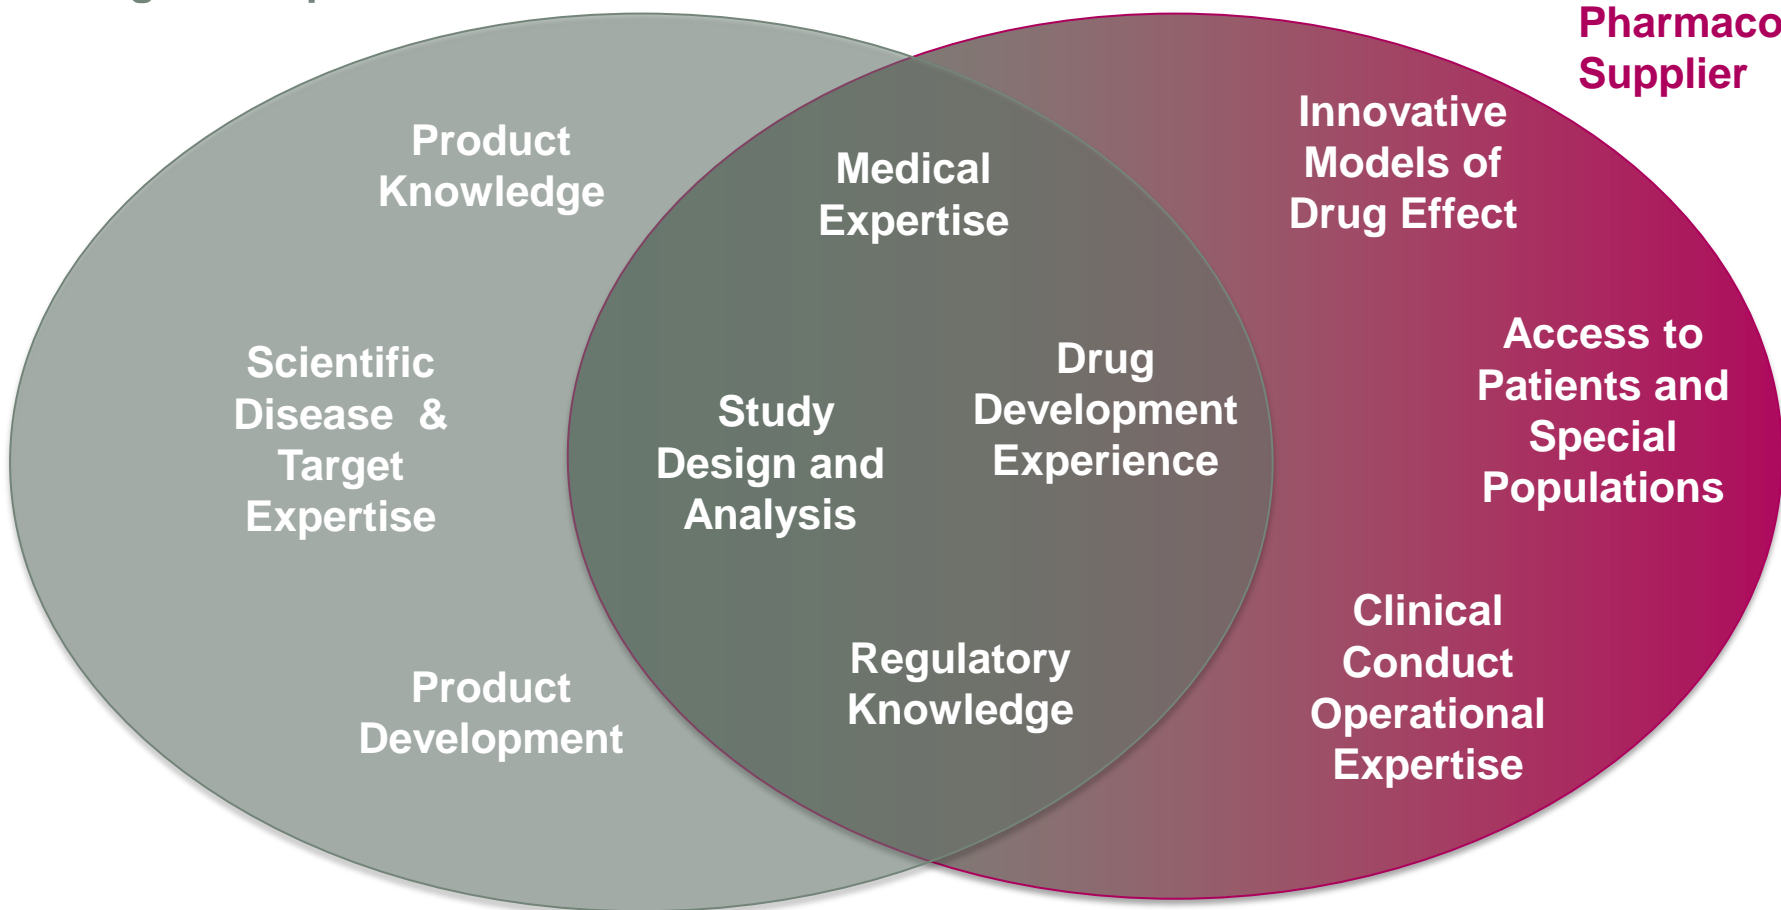 Pharmaco
Supplier
Product
Knowledge
Scientific
Disease &
Target
Expertise
Product
Development
Medical
Expertise
Study
Design and
Analysis
Drug
Development
Experience
Regulatory
Knowledge
Innovative
Models of
Drug Effect
Access to
Patients and
Special
Populations
Clinical
Conduct
Operational
Expertise